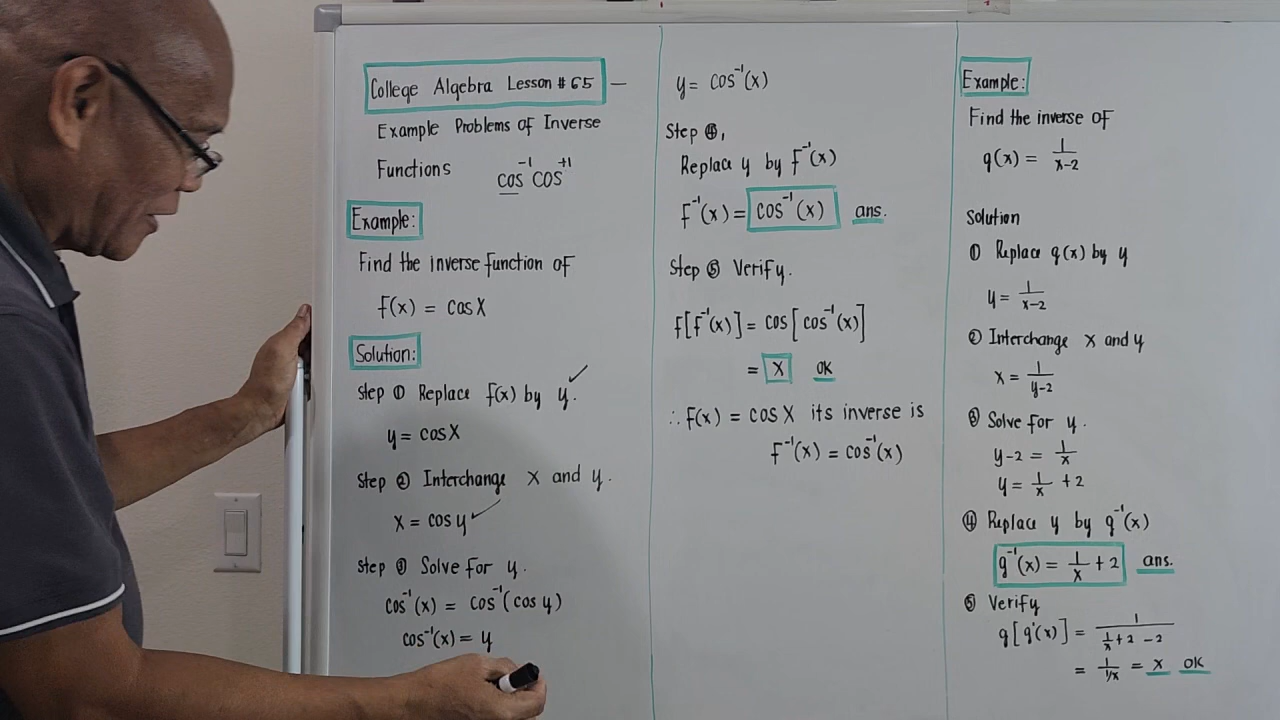 College Algebra Lesson # 65 —
Example Problems of Inverse
Functions cos⁻¹ cos⁺¹
Example:
Find the inverse function of
f(x) = cos x
Solution:
Step ① Replace f(x) by y. ✓
y = cos x
Step ② Interchange x and y.
x = cos y ✓
Step ③ Solve for y.
cos⁻¹(x) = cos⁻¹(cos y)
cos⁻¹(x) = y
y = cos⁻¹(x)
Step ④,
Replace y by f⁻¹(x)
f⁻¹(x) = cos⁻¹(x) ans.
Step ⑤ Verify.
f[f⁻¹(x)] = cos[cos⁻¹(x)]
= x OK
∴ f(x) = cos x its inverse is
f⁻¹(x) = cos⁻¹(x)
Example:
Find the inverse of
g(x) = 1/(x-2)
Solution
① Replace g(x) by y
y = 1/(x-2)
② Interchange x and y
x = 1/(y-2)
③ Solve for y.
y-2 = 1/x
y = 1/x + 2
④ Replace y by g⁻¹(x)
g⁻¹(x) = 1/x + 2 ans.
⑤ Verify
g[g⁻¹(x)] = 1/(1/x + 2 - 2)
= 1/(1/x) = x OK